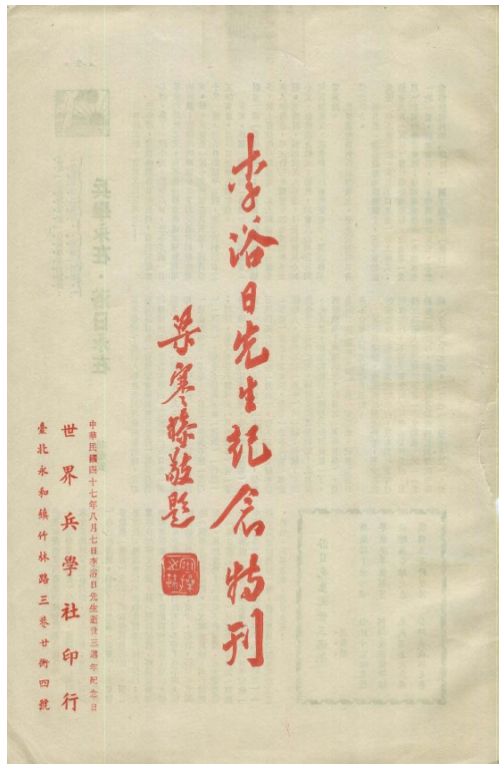 李浴日先生記念特刊
梁寒操敬題
中華民國四十七年八月七日李浴日先生逝世三週年紀念日
世界兵學社印行
臺北永和鎮竹林路三巷廿衖四號